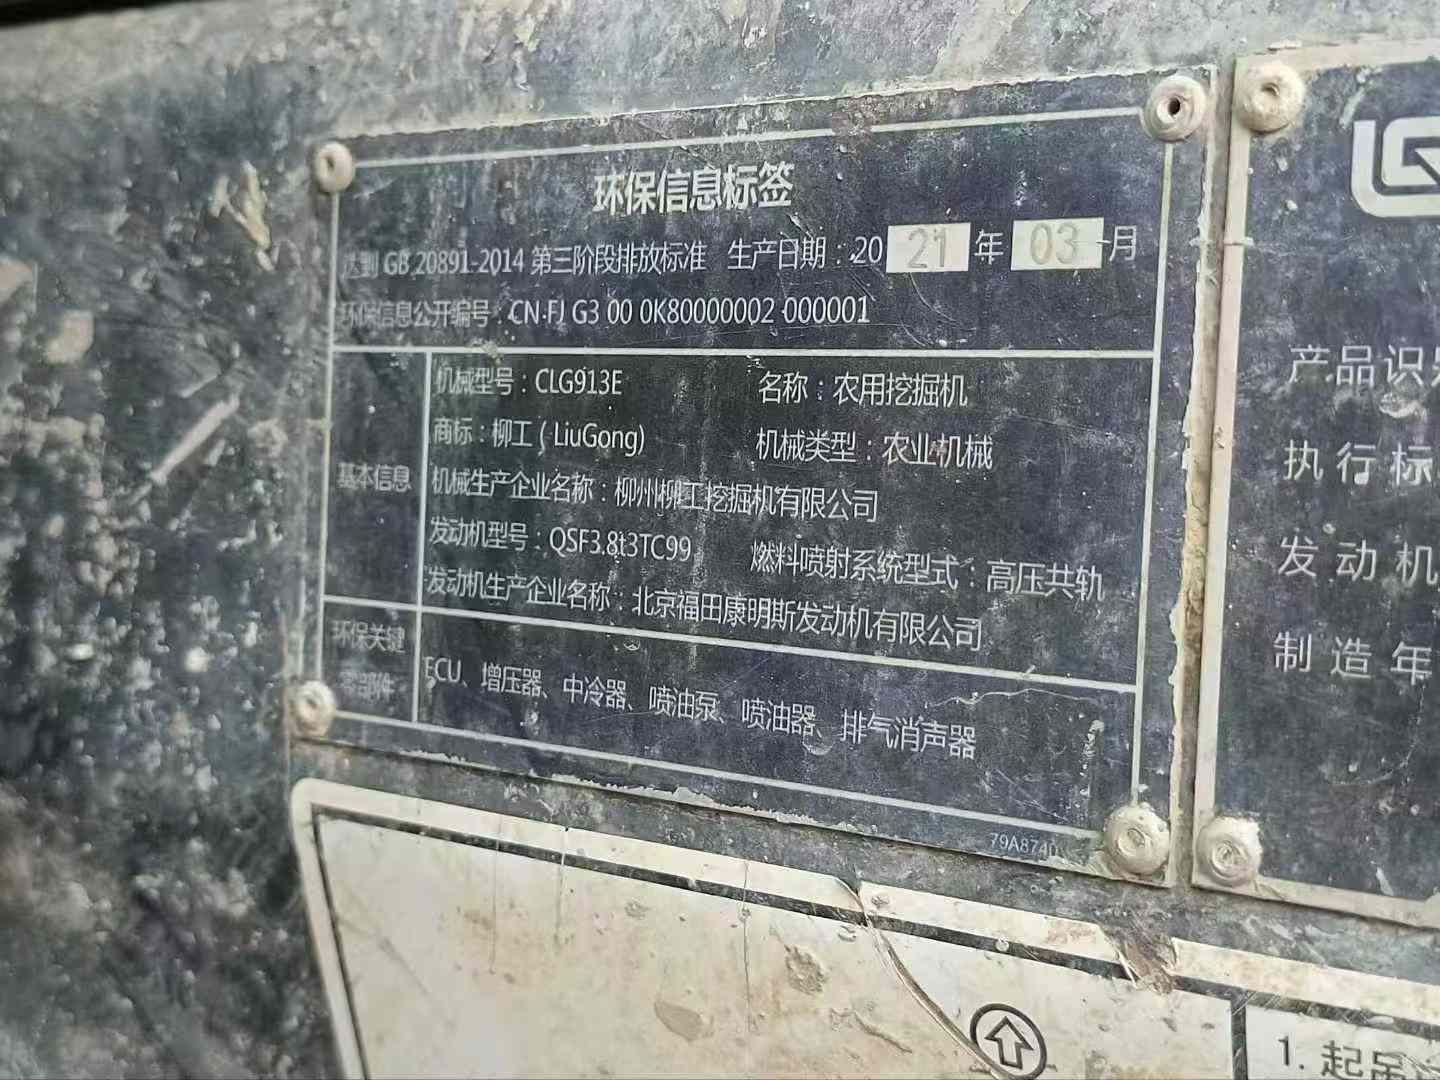 环保信息标签
达到 GB 20891-2014 第三阶段排放标准 生产日期：20 21 年 03 月
环保信息公开编号：CN FJ G3 00 0K80000002 000001
基本信息
机械型号：CLG913E 名称：农用挖掘机
商标：柳工 ( LiuGong) 机械类型：农业机械
机械生产企业名称：柳州柳工挖掘机有限公司
发动机型号：QSF3.8t3TC99 燃料喷射系统型式：高压共轨
发动机生产企业名称：北京福田康明斯发动机有限公司
环保关键
零部件
ECU、增压器、中冷器、喷油泵、喷油器、排气消声器
79A8740
产品识
执行标
发动机
制造年
1. 起吊